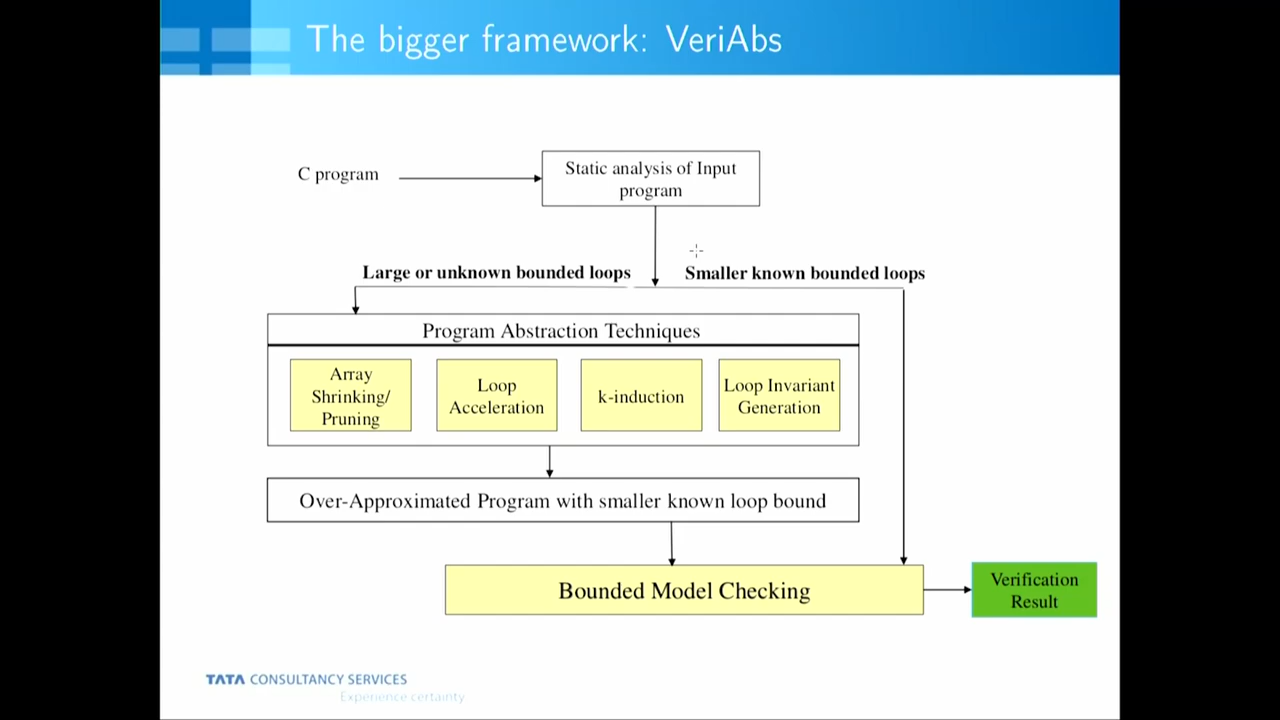 The bigger framework: VeriAbs
C program
Static analysis of Input
program
Large or unknown bounded loops
Smaller known bounded loops
Program Abstraction Techniques
Array
Shrinking/
Pruning
Loop
Acceleration
k-induction
Loop Invariant
Generation
Over-Approximated Program with smaller known loop bound
Bounded Model Checking
Verification
Result
TATA CONSULTANCY SERVICES
Experience certainty